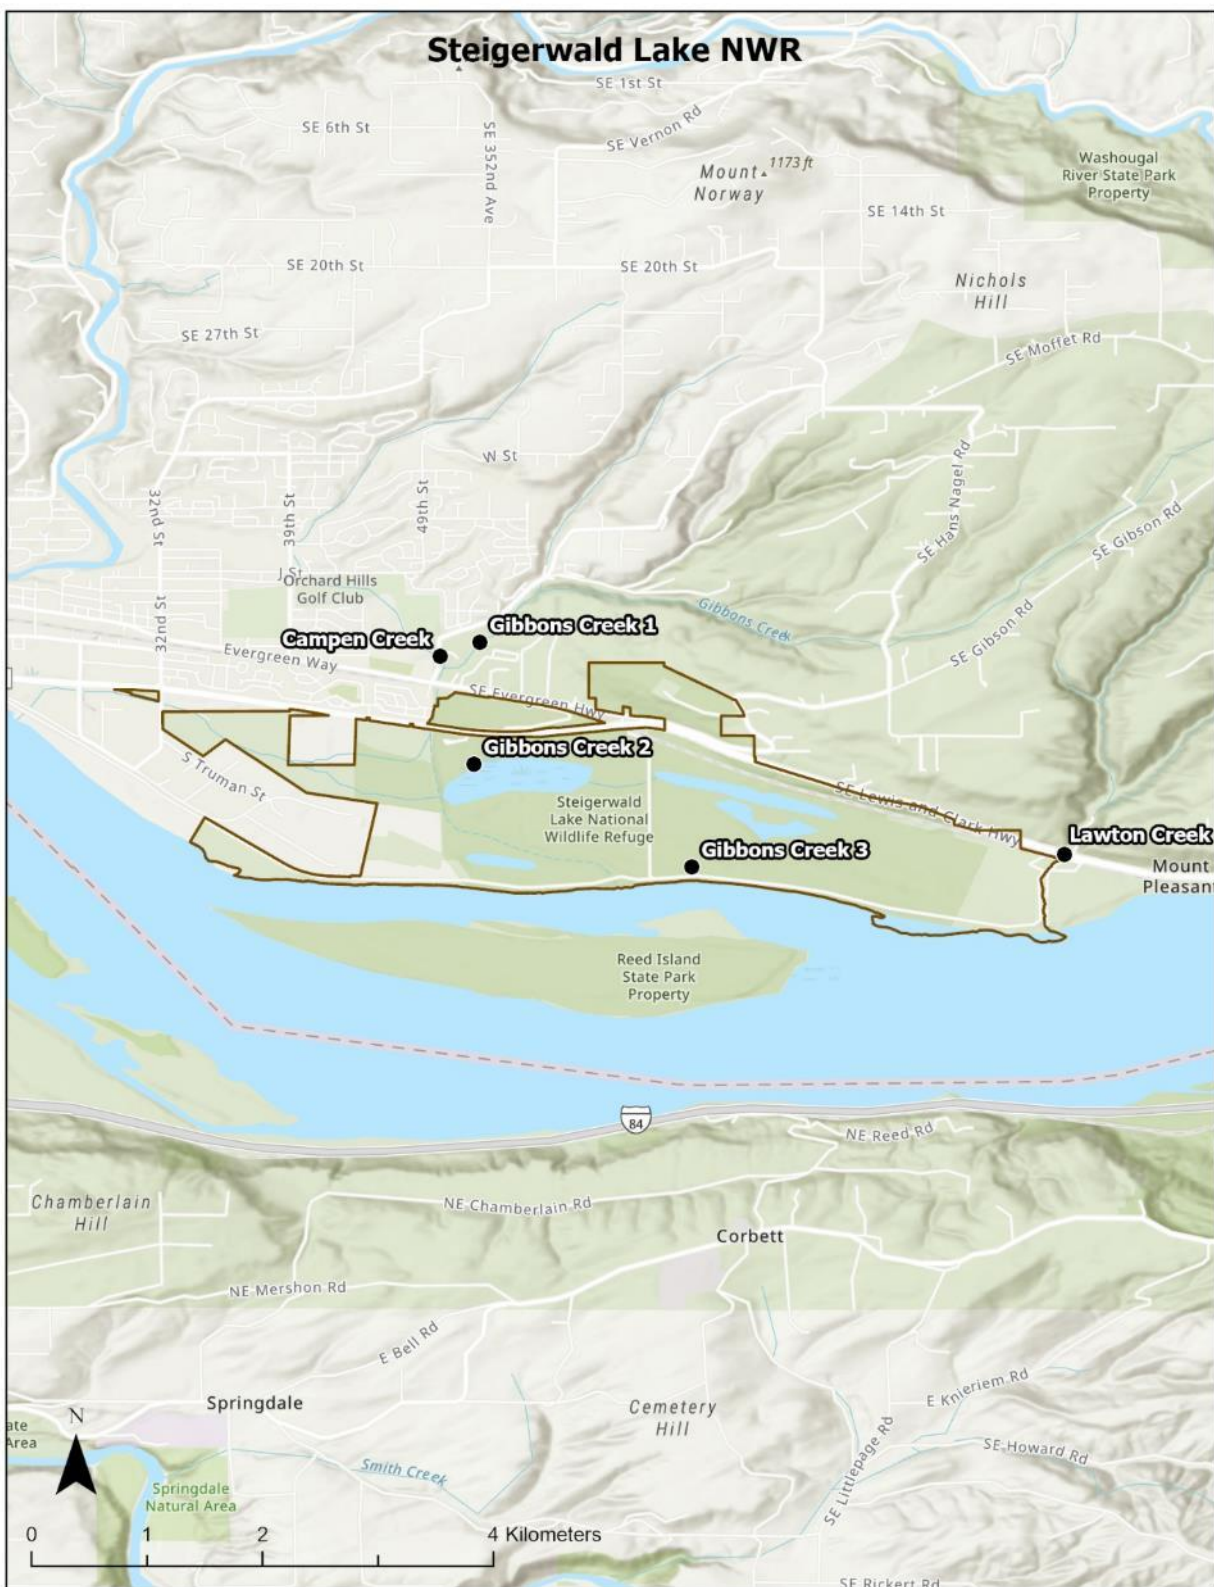 Steigerwald Lake NWR
SE 1st St
SE 6th St
SE 352nd Ave
SE Vernon Rd
1173 ft
Mount
Norway
Washougal
River State Park
Property
SE 14th St
SE 20th St
SE 20th St
Nichols
Hill
SE 27th St
SE Moffet Rd
W St
32nd St
39th St
49th St
SE Hans Nagel Rd
SE Gibson Rd
J St
Orchard Hills
Golf Club
Gibbons Creek
32nd St
Campen Creek
Gibbons Creek 1
SE Gibson Rd
Evergreen Way
SE Evergreen Hwy
Gibbons Creek 2
S Truman St
Steigerwald
Lake National
Wildlife Refuge
SE Lewis and Clark Hwy
Lawton Creek
Gibbons Creek 3
Mount
Pleasant
Reed Island
State Park
Property
84
NE Reed Rd
Chamberlain
Hill
NE Chamberlain Rd
Corbett
NE Mershon Rd
E Bell Rd
Springdale
Cemetery
Hill
E Knieriem Rd
N
ate
Area
SE Littlepage Rd
SE Howard Rd
Smith Creek
Springdale
Natural Area
0 1 2 4 Kilometers
SE Rickert Rd